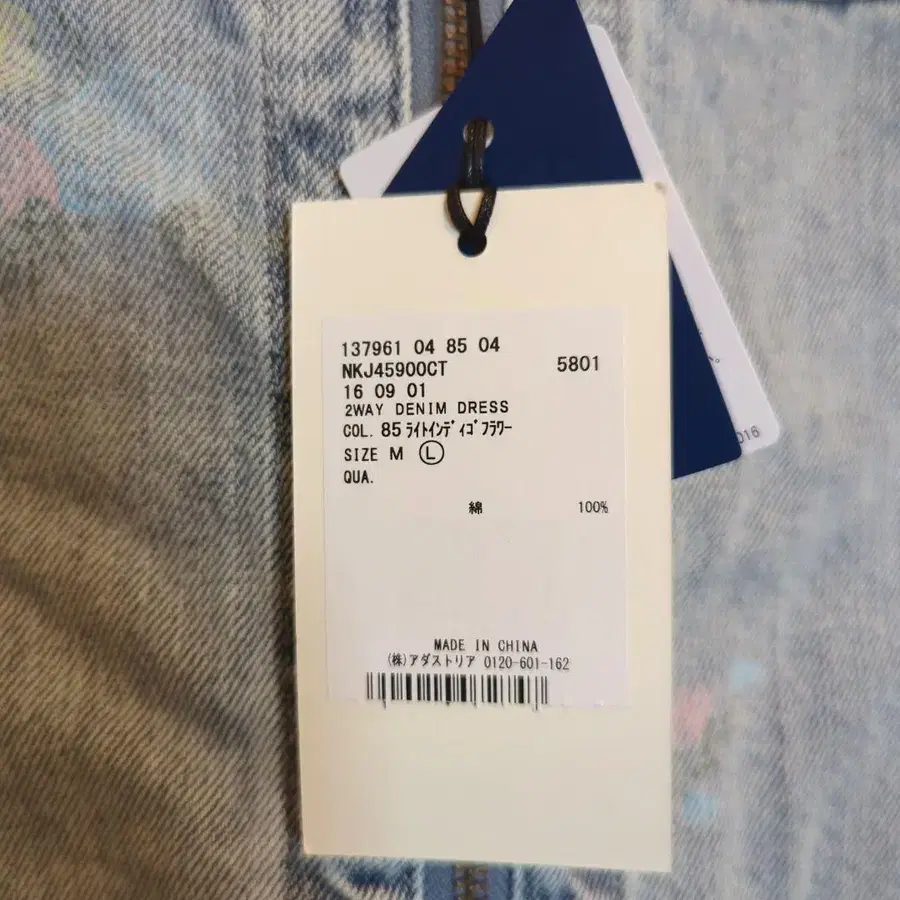 137961 04 85 04
NKJ45900CT 5801
16 09 01
2WAY DENIM DRESS
COL. 85 ﾗｲﾄｲﾝﾃﾞｨｺﾞﾌﾗﾜｰ
SIZE M Ⓛ
QUA.
綿 100%
MADE IN CHINA
(株)アダストリア 0120-601-162